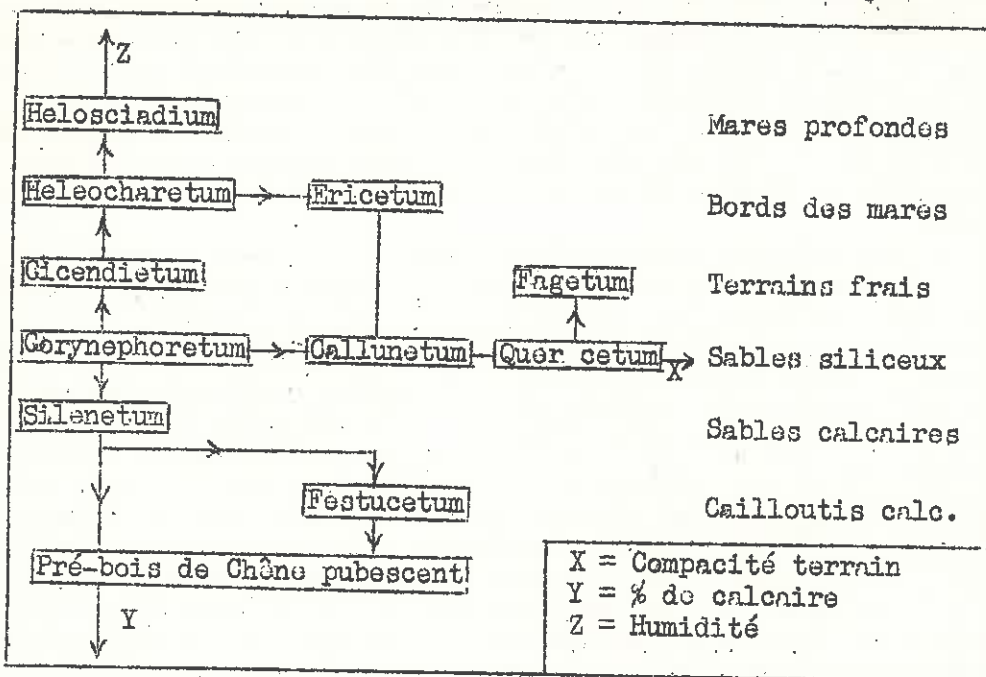 Z
Helosciadium Mares profondes
Heleocharetum Ericetum Bords des mares
Cicendietum Fagetum Terrains frais
Corynephoretum Callunetum Quer cetum X Sables siliceux
Silenetum Sables calcaires
Festucetum Cailloutis calc.
Pré-bois de Chêne pubescent
Y
X = Compacité terrain
Y = % de calcaire
Z = Humidité